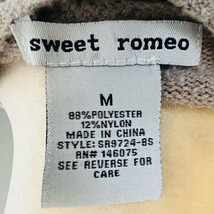 sweet romeo
M
88%POLYESTER
12%NYLON
MADE IN CHINA
STYLE: SR9724-BS
RN# 146075
SEE REVERSE FOR
CARE